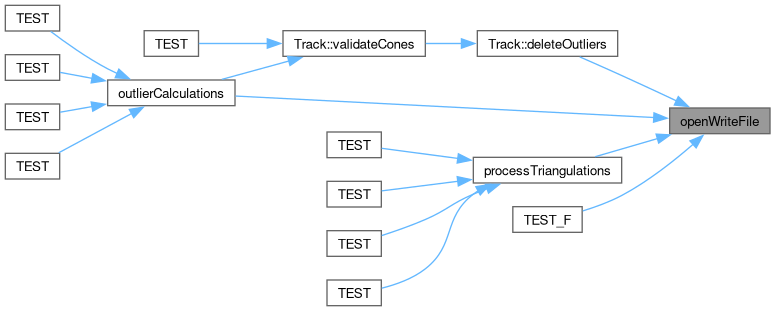 TEST
TEST
Track::validateCones
Track::deleteOutliers
TEST
outlierCalculations
TEST
openWriteFile
TEST
TEST
processTriangulations
TEST
TEST_F
TEST
TEST